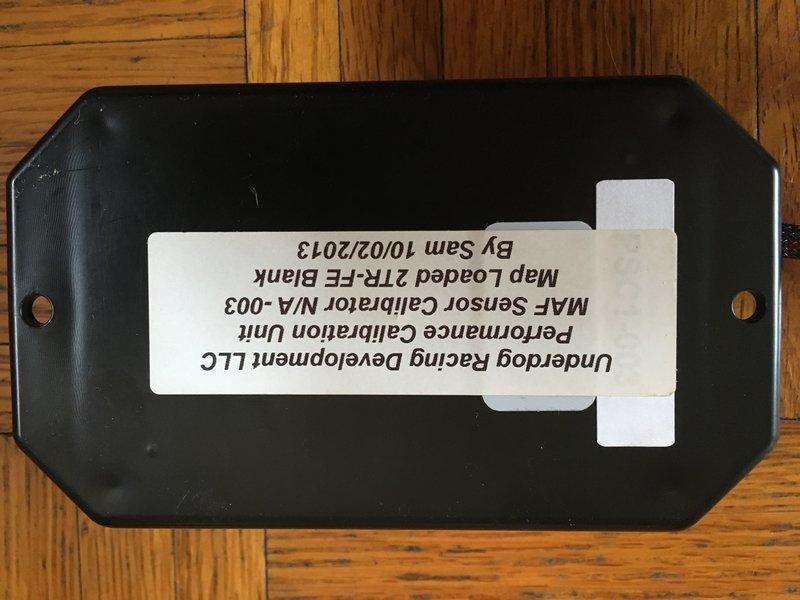 Underdog Racing Development LLC
Performance Calibration Unit
MAF Sensor Calibrator N/A -003
Map Loaded 2TR-FE Blank
By Sam 10/02/2013